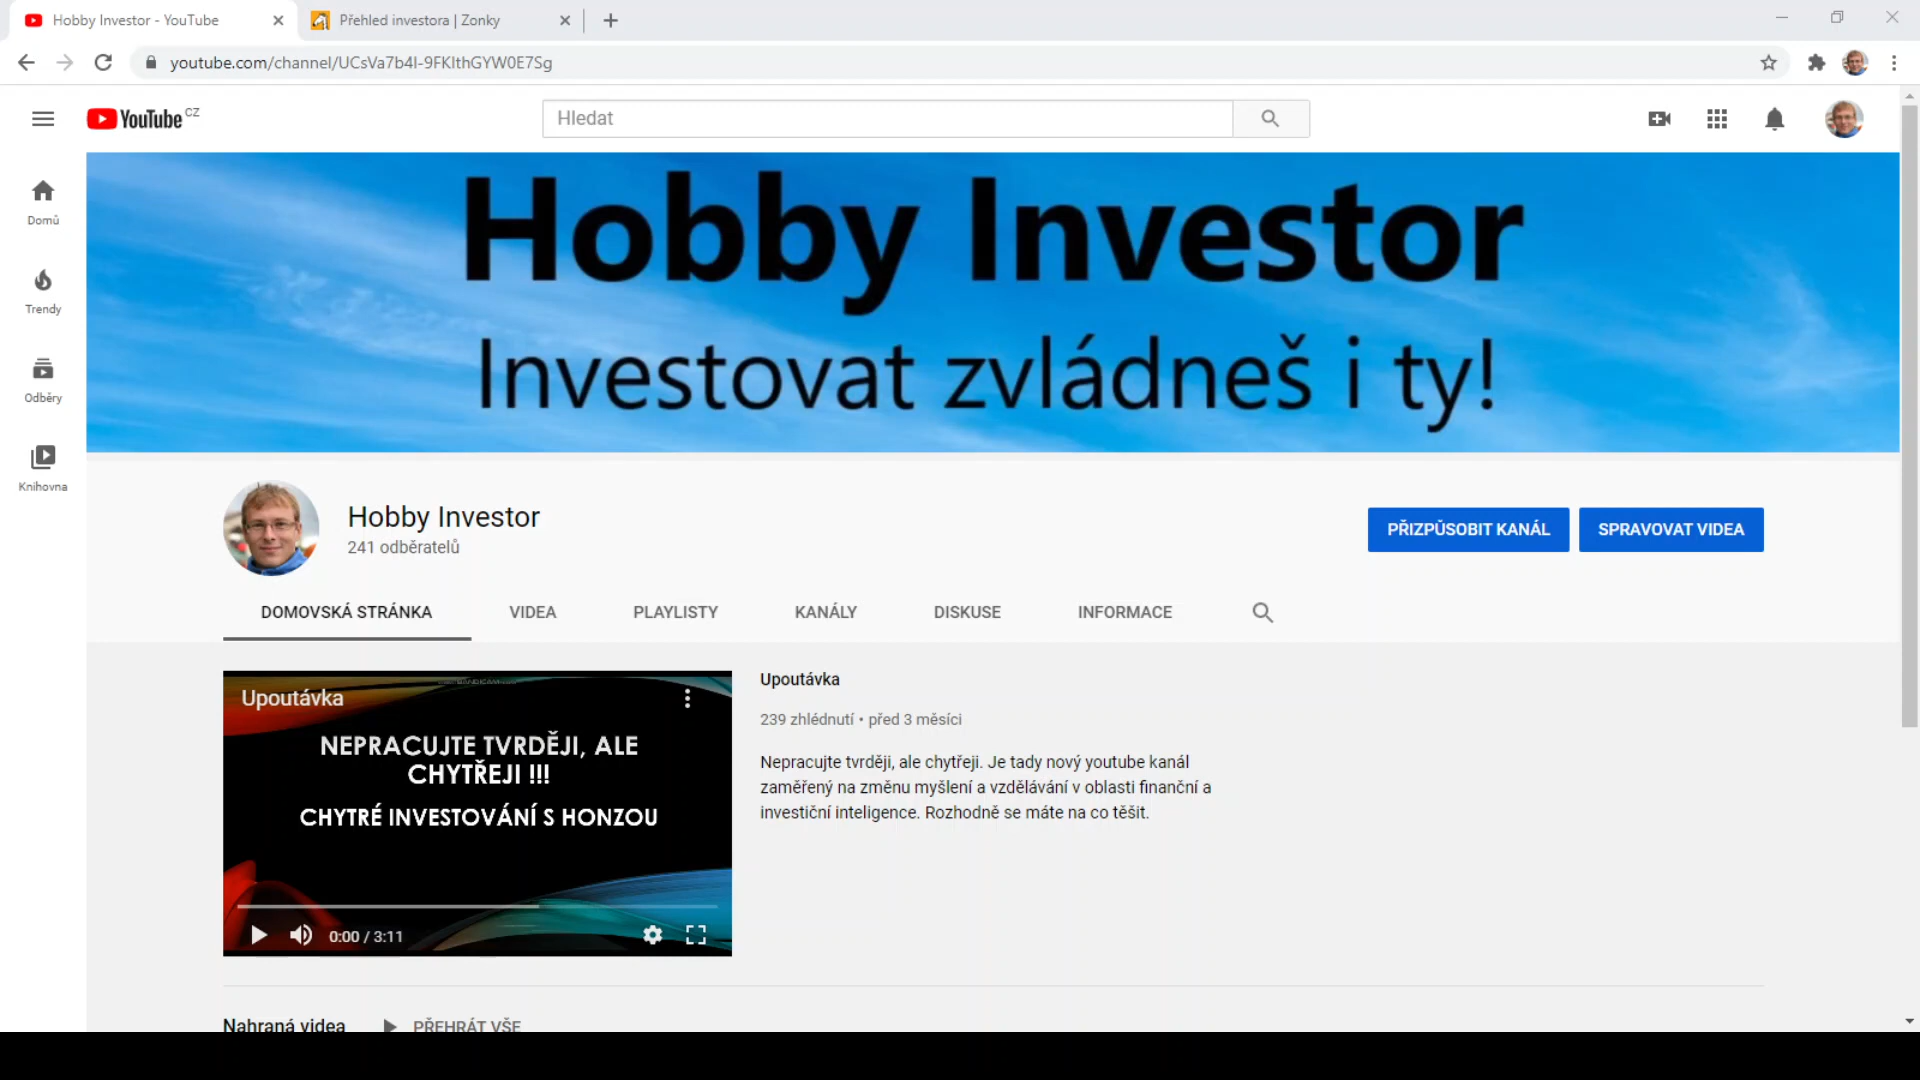 Hobby Investor - YouTube
Přehled investora | Zonky
youtube.com/channel/UCsVa7b4I-9FKIthGYW0E7Sg
YouTube CZ
Hledat
Domů
Trendy
Odběry
Knihovna
Hobby Investor
Investovat zvládneš i ty!
Hobby Investor
241 odběratelů
PŘIZPŮSOBIT KANÁL
SPRAVOVAT VIDEA
DOMOVSKÁ STRÁNKA
VIDEA
PLAYLISTY
KANÁLY
DISKUSE
INFORMACE
BANDICAM
Upoutávka
NEPRACUJTE TVRDĚJI, ALE
CHYTŘEJI !!!
CHYTRÉ INVESTOVÁNÍ S HONZOU
0:00 / 3:11
Upoutávka
239 zhlédnutí • před 3 měsíci
Nepracujte tvrději, ale chytřeji. Je tady nový youtube kanál
zaměřený na změnu myšlení a vzdělávání v oblasti finanční a
investiční inteligence. Rozhodně se máte na co těšit.
Nahraná videa
PŘEHRÁT VŠE